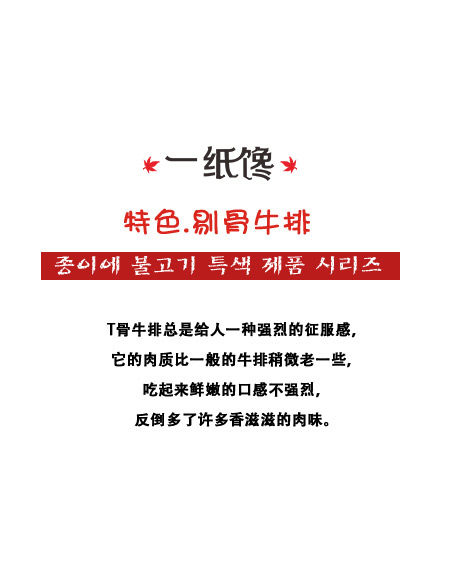 一纸馋
特色.剔骨牛排
종이에 불고기 특색 제품 시리즈
T骨牛排总是给人一种强烈的征服感，
它的肉质比一般的牛排稍微老一些，
吃起来鲜嫩的口感不强烈，
反倒多了许多香滋滋的肉味。